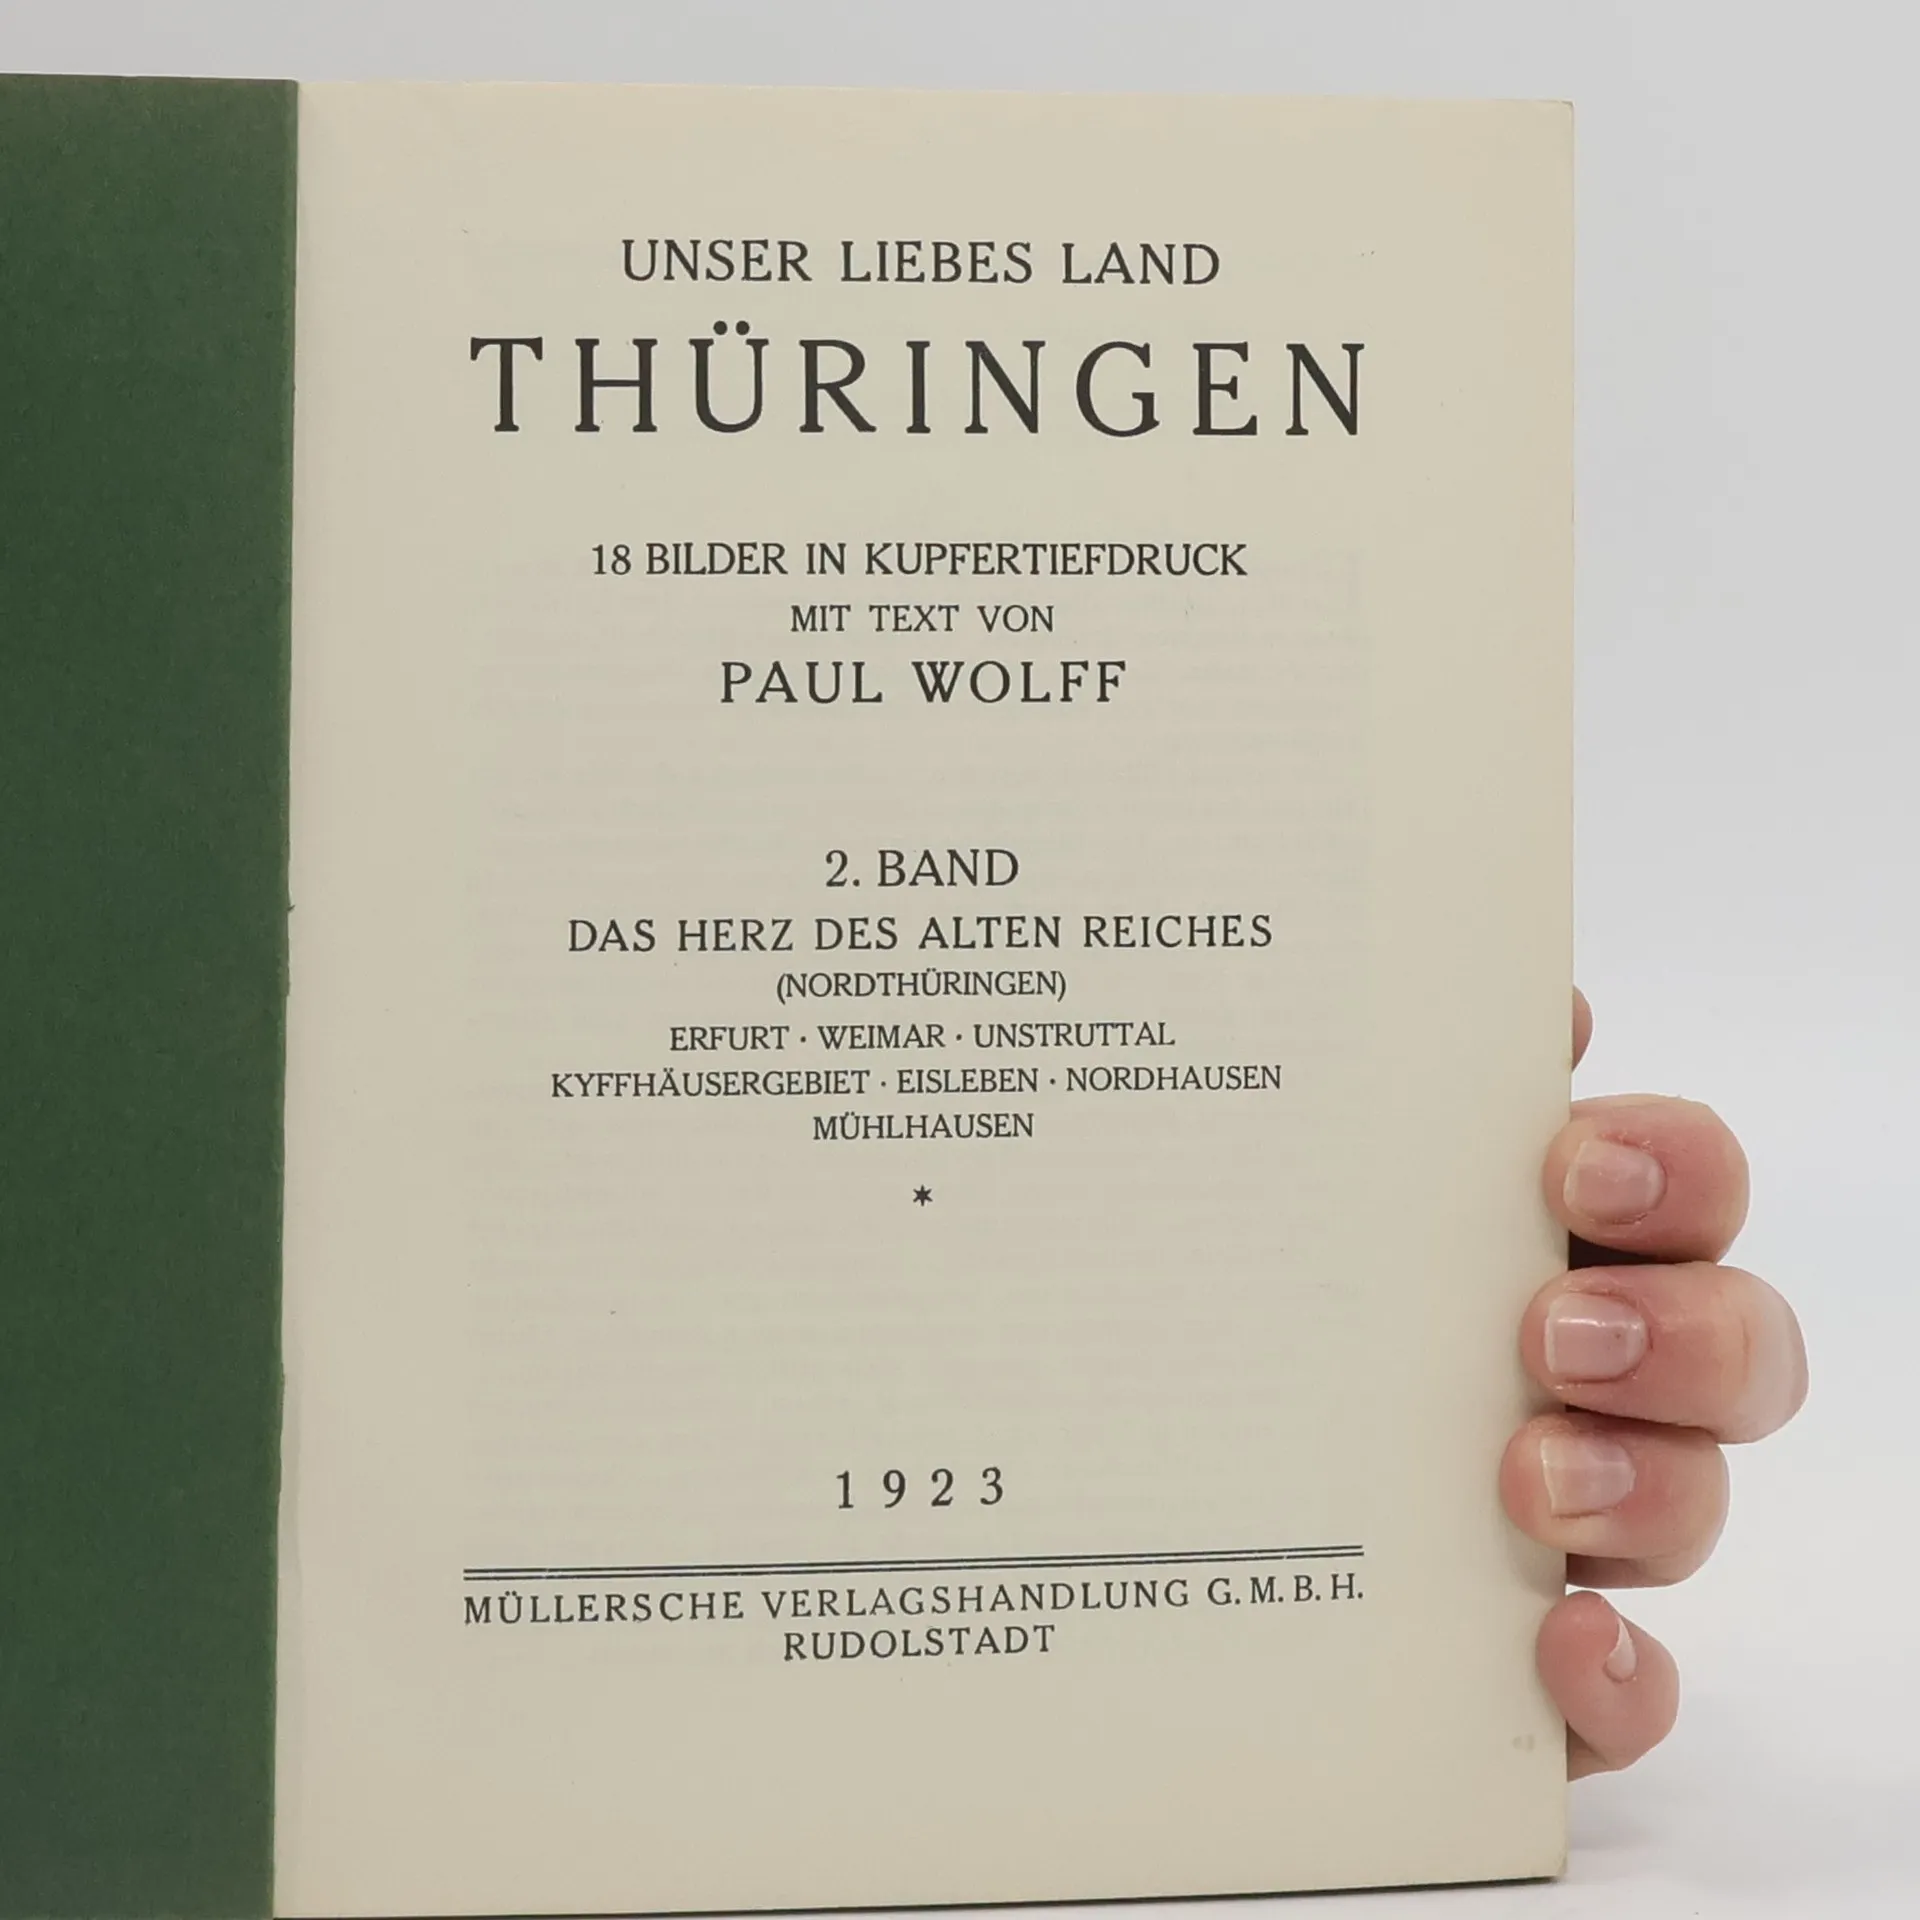 UNSER LIEBES LAND
THÜRINGEN
18 BILDER IN KUPFERTIEFDRUCK
MIT TEXT VON
PAUL WOLFF
2. BAND
DAS HERZ DES ALTEN REICHES
(NORDTHÜRINGEN)
ERFURT · WEIMAR · UNSTRUTTAL
KYFFHÄUSERGEBIET · EISLEBEN · NORDHAUSEN
MÜHLHAUSEN
*
1923
MÜLLERSCHE VERLAGSHANDLUNG G.M.B.H.
RUDOLSTADT